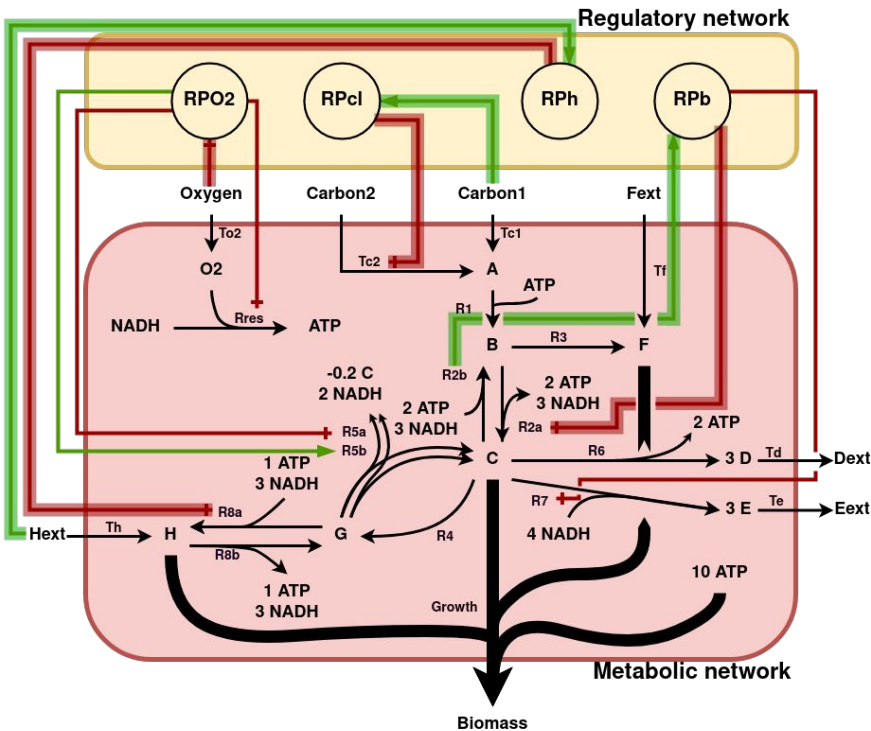 Regulatory network
RPO2
RPcl
RPh
RPb
Oxygen
Carbon2
Carbon1
Fext
To2
Tc1
O2
Tc2
A
Tf
ATP
NADH
Rres
ATP
R1
B
R3
F
-0.2 C
2 NADH
R2b
2 ATP
3 NADH
2 ATP
3 NADH
R2a
2 ATP
R5a
R5b
1 ATP
3 NADH
C
R6
3 D
Td
Dext
R7
3 E
Te
Eext
R8a
Hext
Th
H
G
R4
4 NADH
R8b
1 ATP
3 NADH
10 ATP
Growth
Metabolic network
Biomass